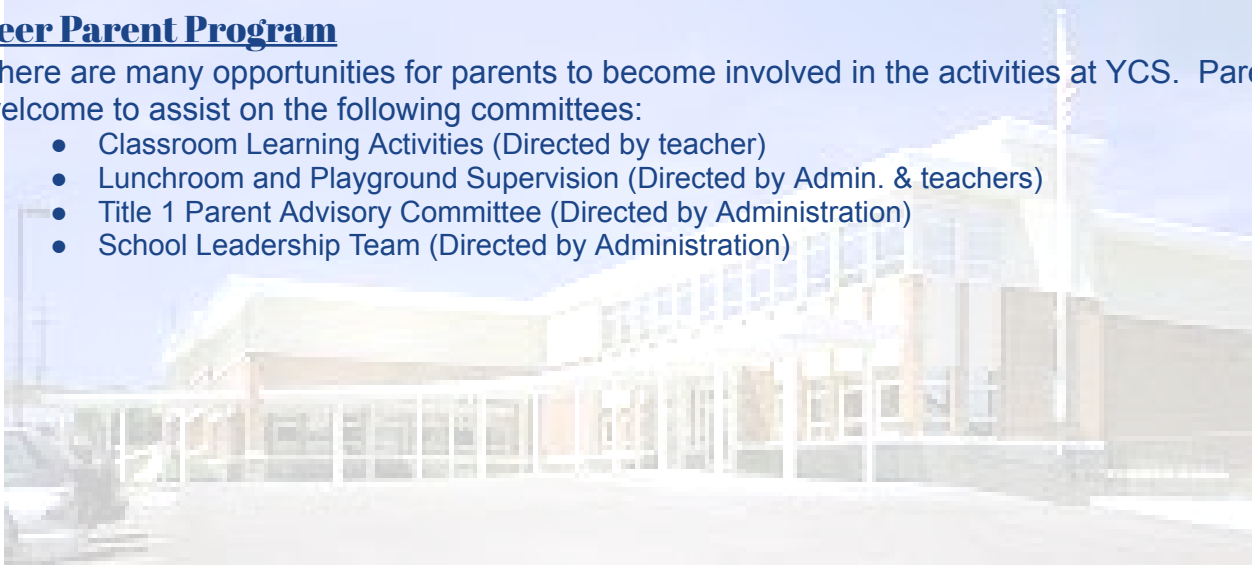 eer Parent Program
here are many opportunities for parents to become involved in the activities at YCS. Par
elcome to assist on the following committees:
● Classroom Learning Activities (Directed by teacher)
● Lunchroom and Playground Supervision (Directed by Admin. & teachers)
● Title 1 Parent Advisory Committee (Directed by Administration)
● School Leadership Team (Directed by Administration)